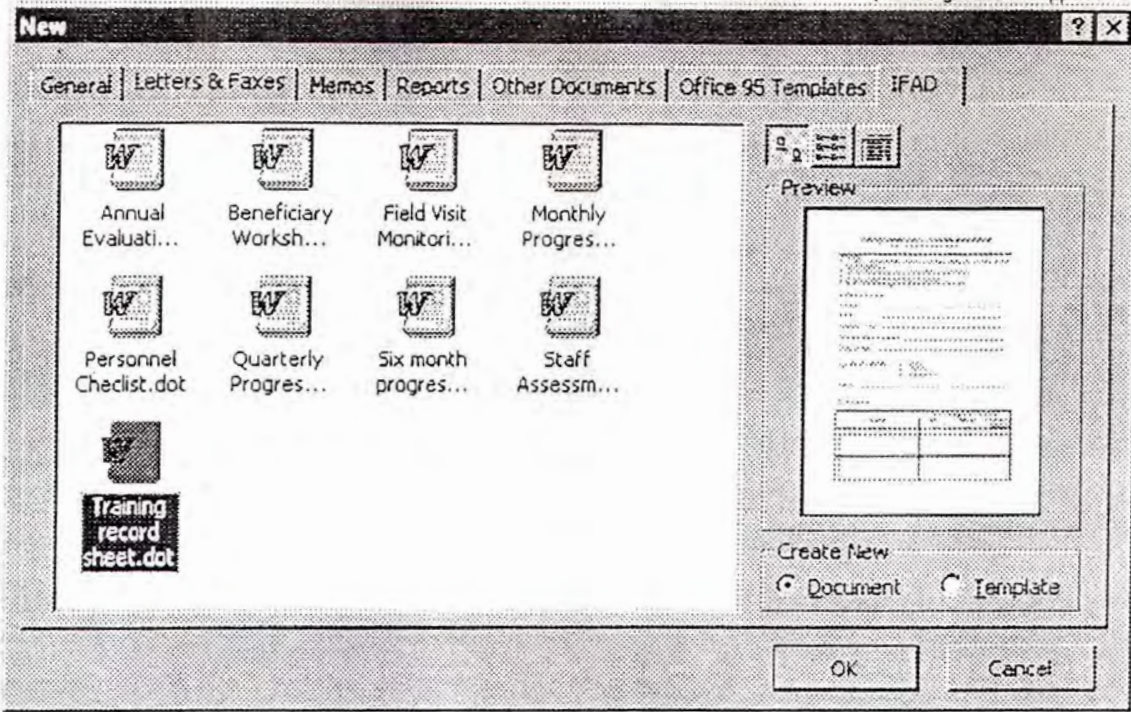 New
General
Letters & Faxes
Memos
Reports
Other Documents
Office 95 Templates
IFAD
Annual
Evaluati...
Beneficiary
Worksh...
Field Visit
Monitori...
Monthly
Progres...
Personnel
Checlist.dot
Quarterly
Progres...
Six month
progres...
Staff
Assessm...
Training
record
sheet.dot
Preview
Create New
Document
Template
OK
Cancel